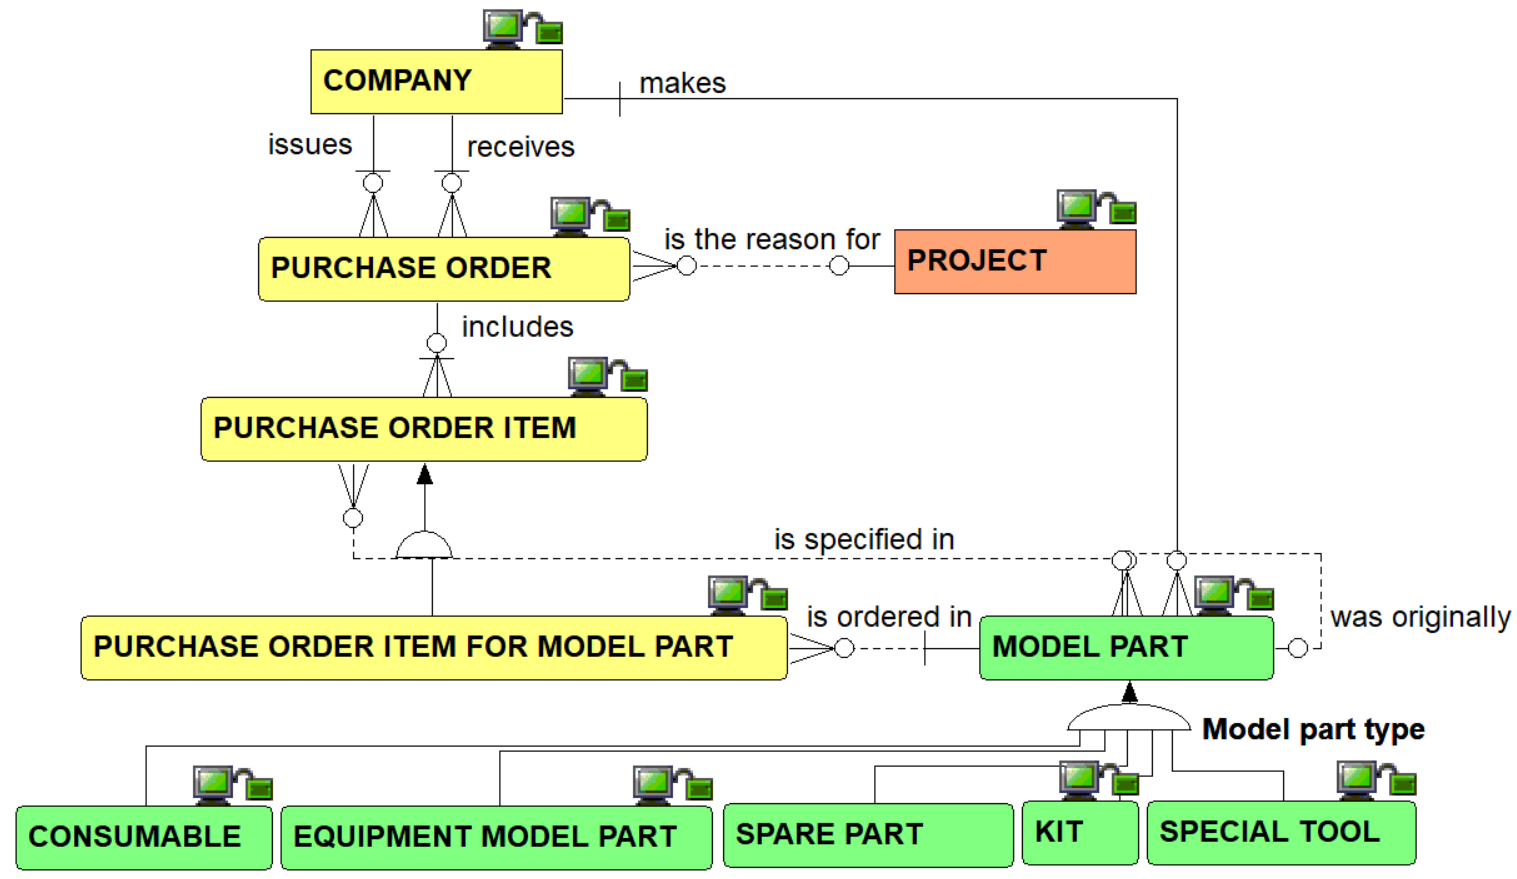 COMPANY
makes
issues
receives
is the reason for
PURCHASE ORDER
PROJECT
includes
PURCHASE ORDER ITEM
is specified in
is ordered in
was originally
PURCHASE ORDER ITEM FOR MODEL PART
MODEL PART
Model part type
CONSUMABLE
EQUIPMENT MODEL PART
SPARE PART
KIT
SPECIAL TOOL